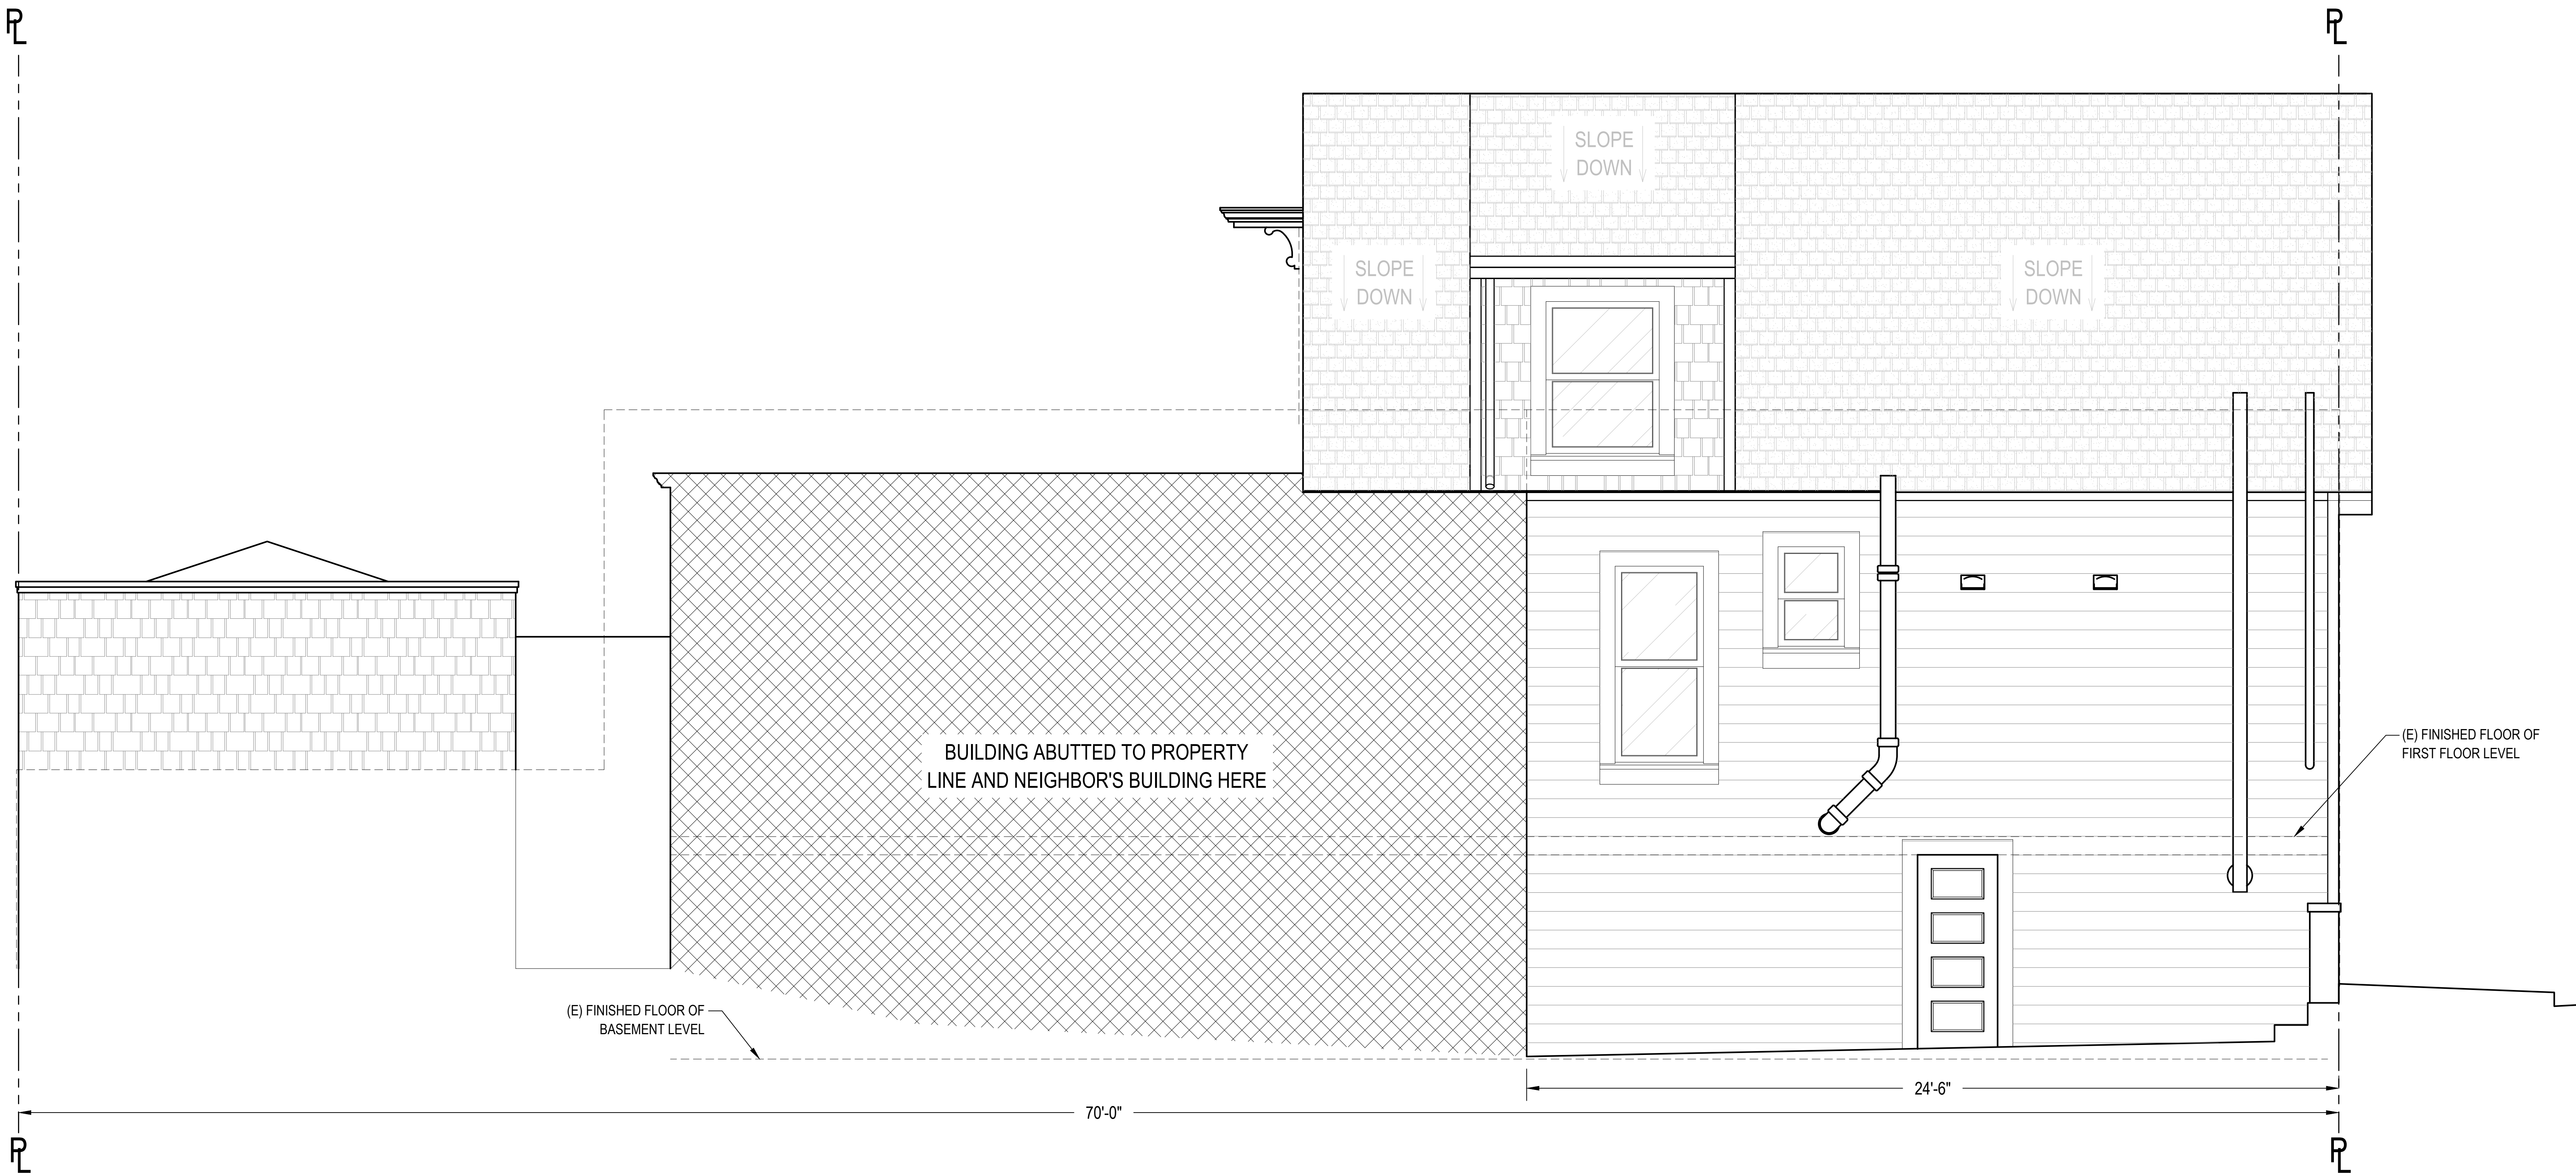 PL
PL
SLOPE
DOWN
SLOPE
DOWN
SLOPE
DOWN
BUILDING ABUTTED TO PROPERTY
LINE AND NEIGHBOR'S BUILDING HERE
(E) FINISHED FLOOR OF
FIRST FLOOR LEVEL
(E) FINISHED FLOOR OF
BASEMENT LEVEL
24'-6"
70'-0"
PL
PL